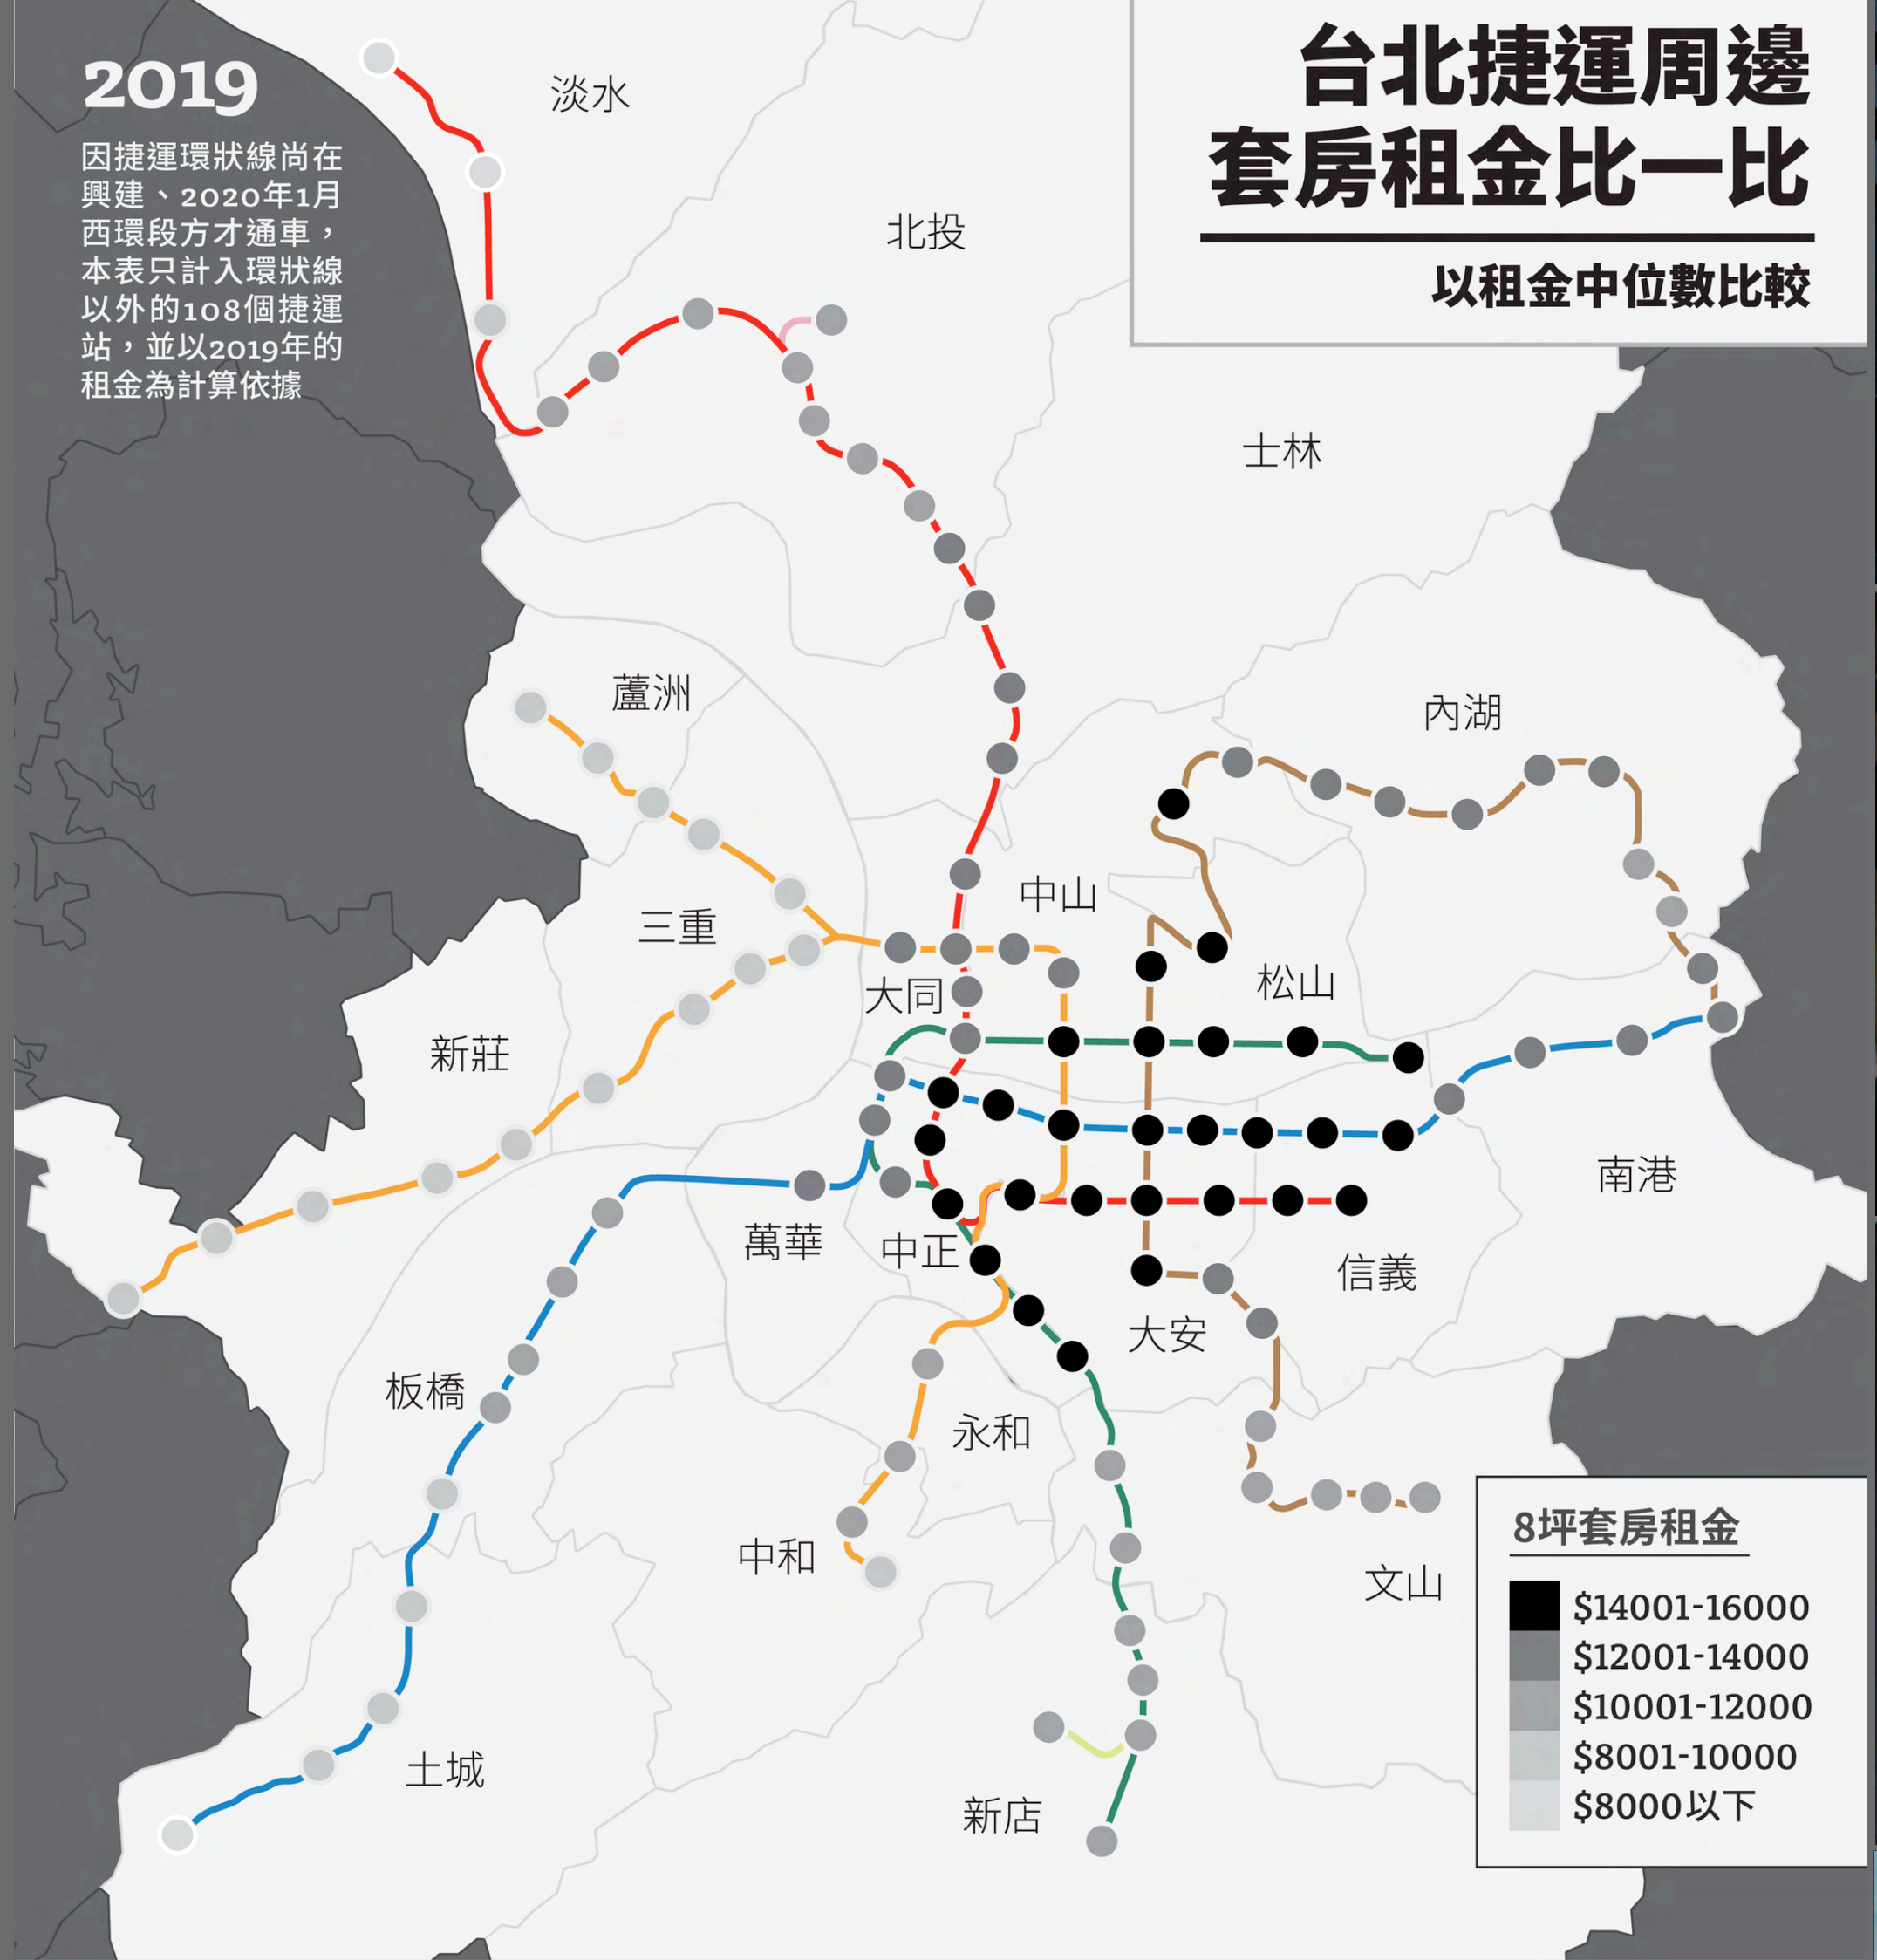 台北捷運周邊
套房租金比一比
以租金中位數比較
2019
因捷運環狀線尚在
興建、2020年1月
西環段方才通車，
本表只計入環狀線
以外的108個捷運
站，並以2019年的
租金為計算依據
淡水
北投
士林
蘆洲
內湖
中山
三重
松山
大同
新莊
南港
萬華
中正
信義
大安
板橋
永和
中和
文山
土城
新店
8坪套房租金
$14001-16000
$12001-14000
$10001-12000
$8001-10000
$8000以下